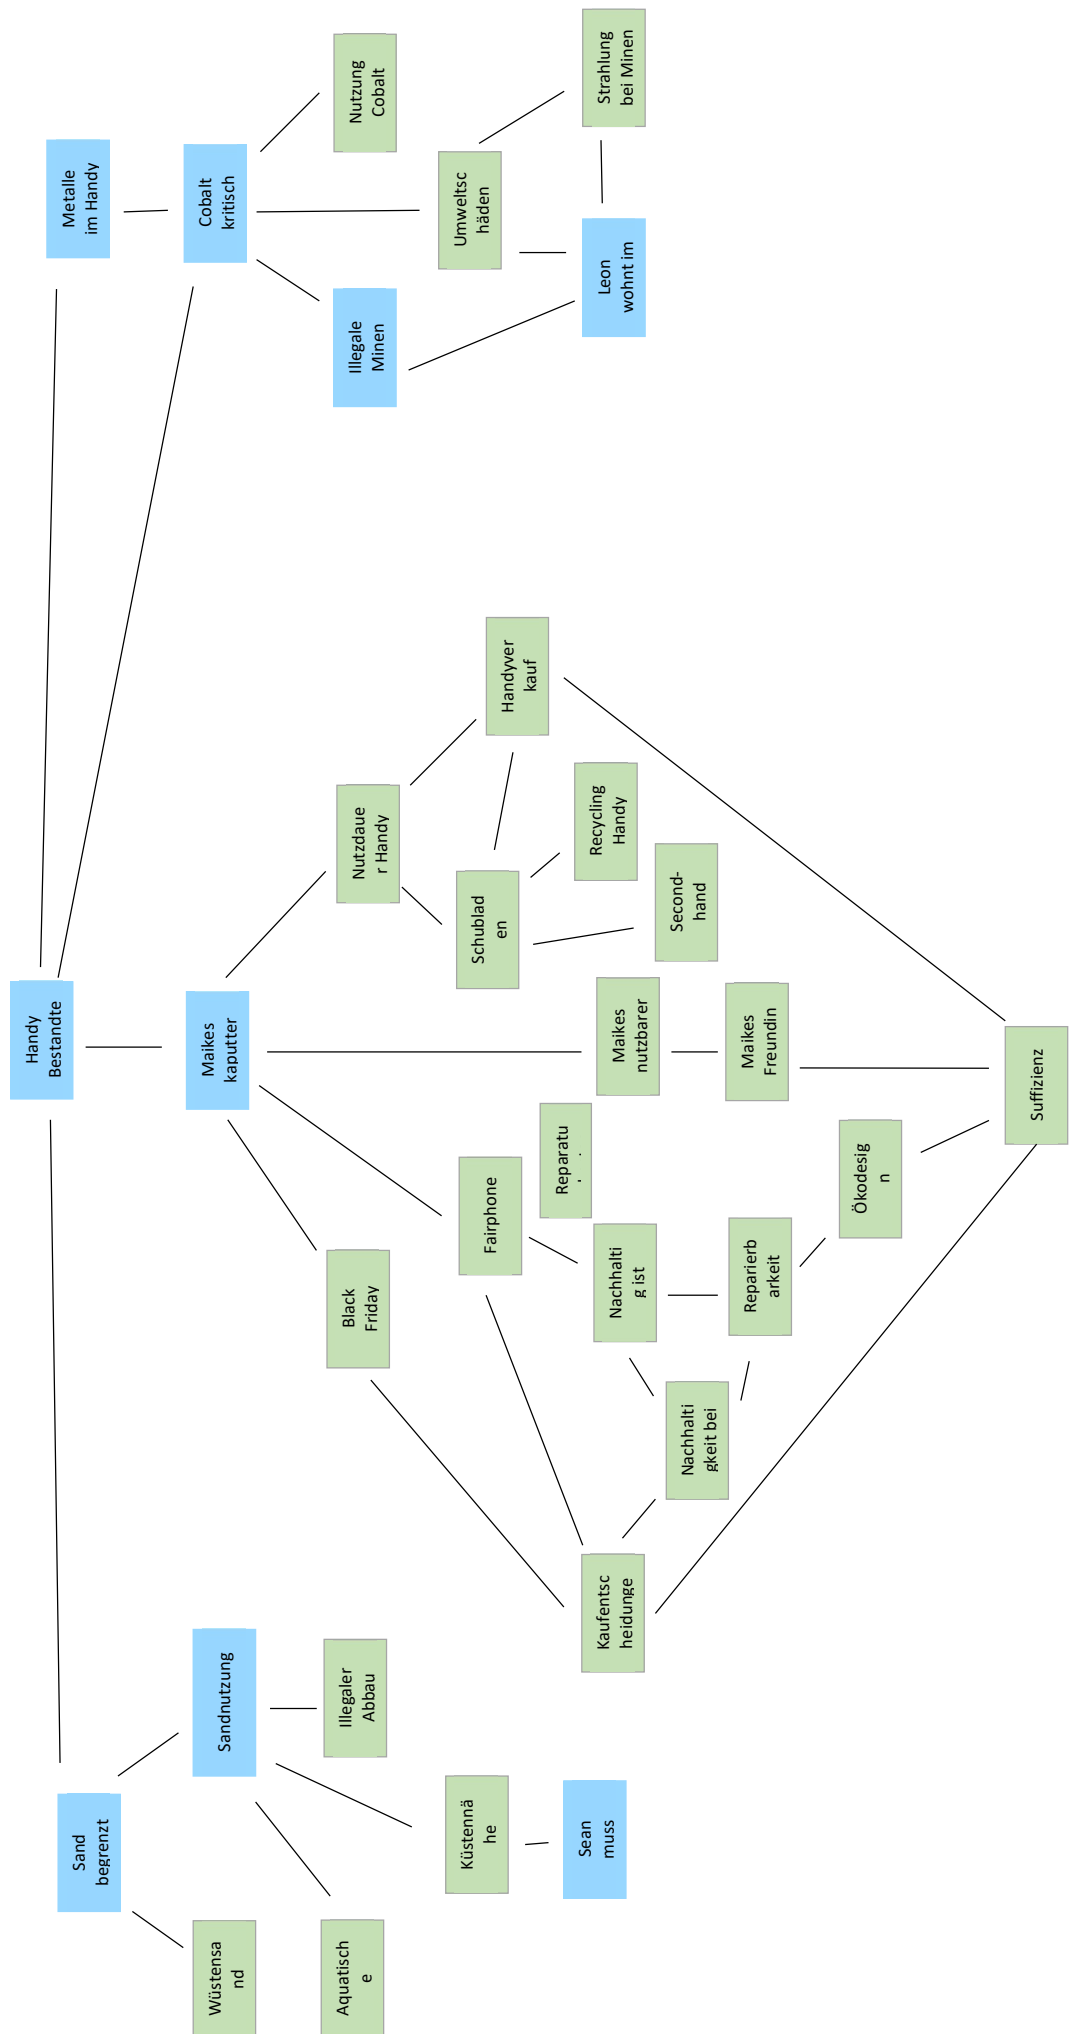 Handy
Bestandte
Sand
begrenzt
Metalle
im Handy
Wüstensa
nd
Sandnutzung
Maikes
kaputter
Cobalt
kritisch
Aquatisch
e
Illegaler
Abbau
Black
Friday
Nutzdaue
r Handy
Illegale
Minen
Nutzung
Cobalt
Küstennä
he
Fairphone
Schublad
en
Handyver
kauf
Umweltsc
häden
Sean
muss
Kaufentsc
heidunge
Nachhalti
g ist
Reparatu
Maikes
nutzbarer
Recycling
Handy
Leon
wohnt im
Strahlung
bei Minen
Nachhalti
gkeit bei
Second-
hand
Reparierb
arkeit
Maikes
Freundin
Ökodesig
n
Suffizienz